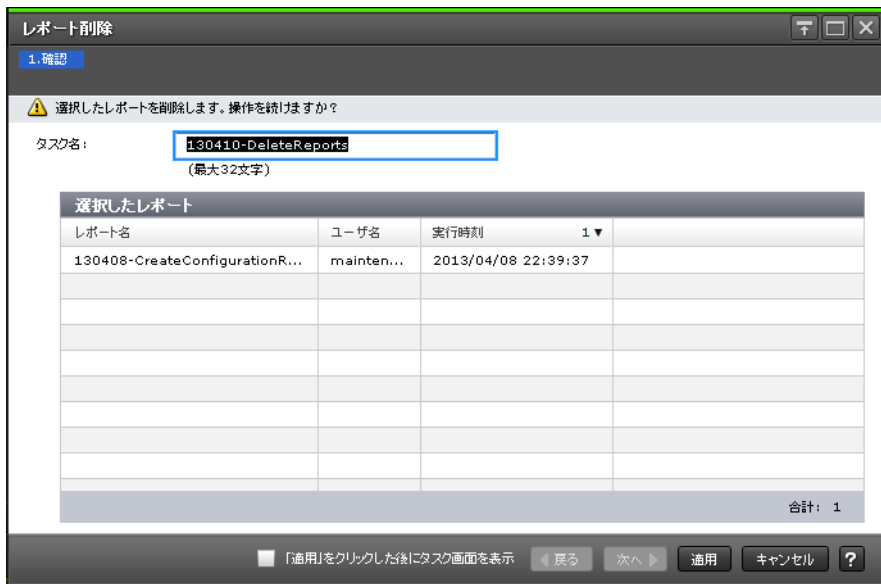 レポート削除
1.確認
選択したレポートを削除します。操作を続けますか?
タスク名: 130410-DeleteReports
(最大32文字)
選択したレポート
レポート名 ユーザ名 実行時刻 1▼
130408-CreateConfigurationR... mainten... 2013/04/08 22:39:37
合計: 1
「適用」をクリックした後にタスク画面を表示 ◀戻る 次へ▶ 適用 キャンセル ?